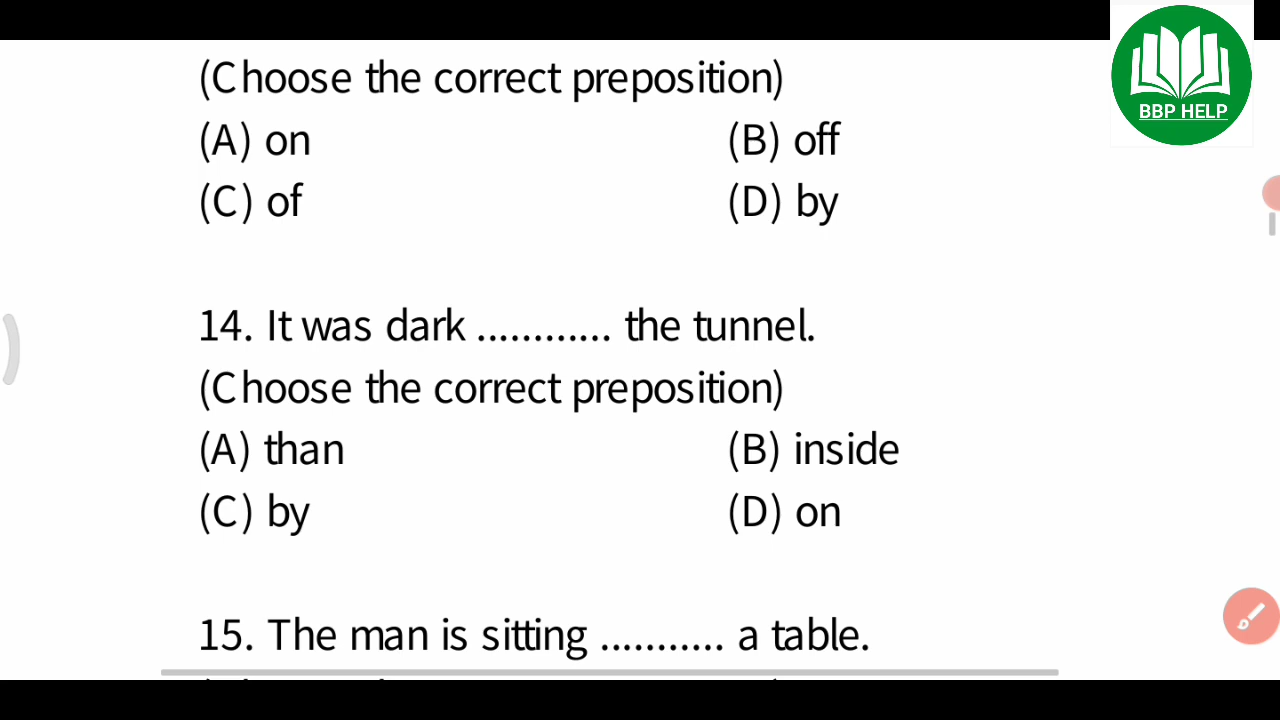 BBP HELP
(Choose the correct preposition)
(A) on (B) off
(C) of (D) by
14. It was dark ............ the tunnel.
(Choose the correct preposition)
(A) than (B) inside
(C) by (D) on
15. The man is sitting ........... a table.